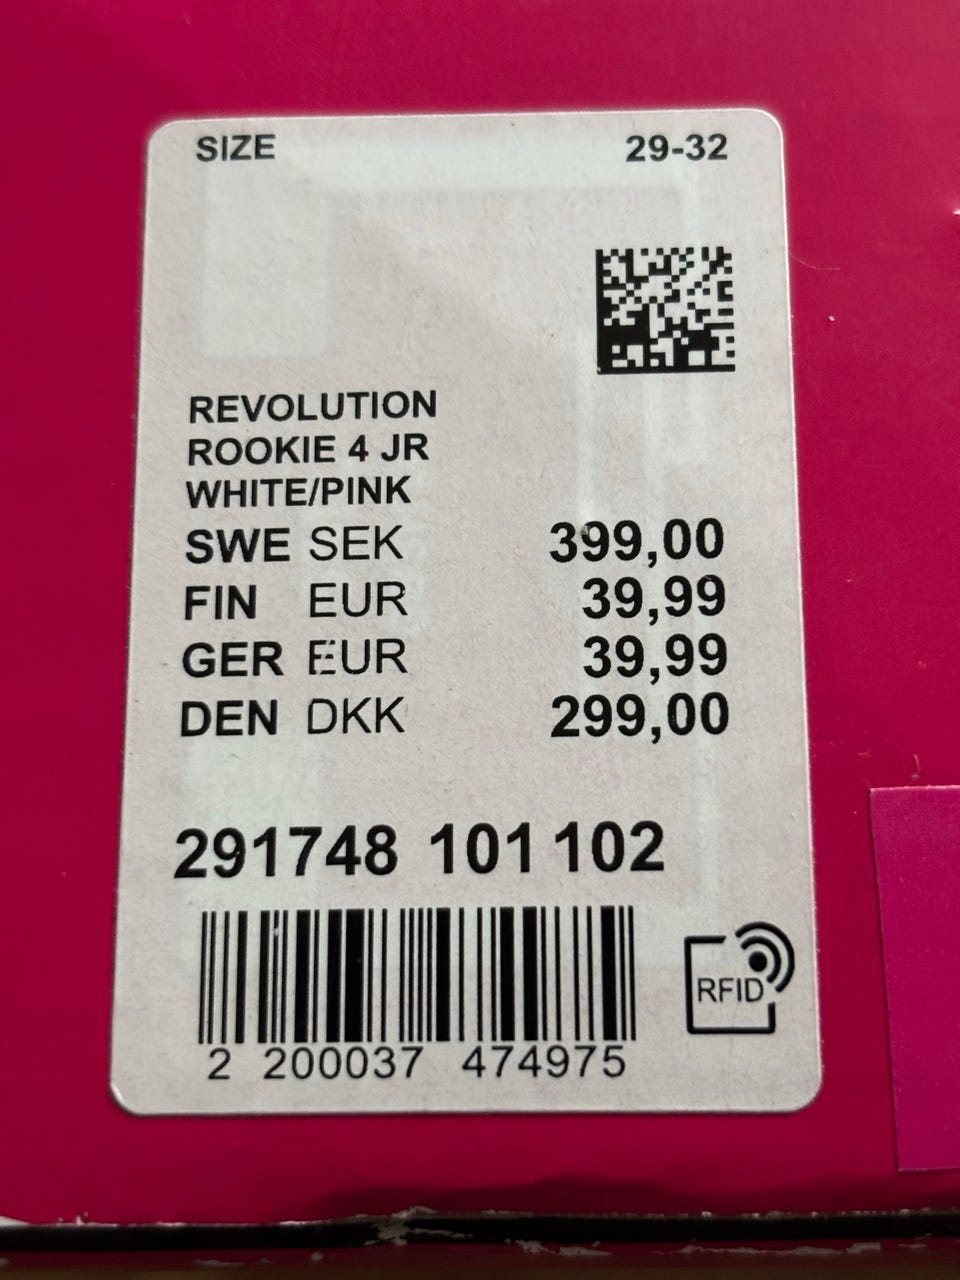 SIZE 29-32
REVOLUTION
ROOKIE 4 JR
WHITE/PINK
SWE SEK 399,00
FIN EUR 39,99
GER EUR 39,99
DEN DKK 299,00
291748 101 102
2 200037 474975
RFID